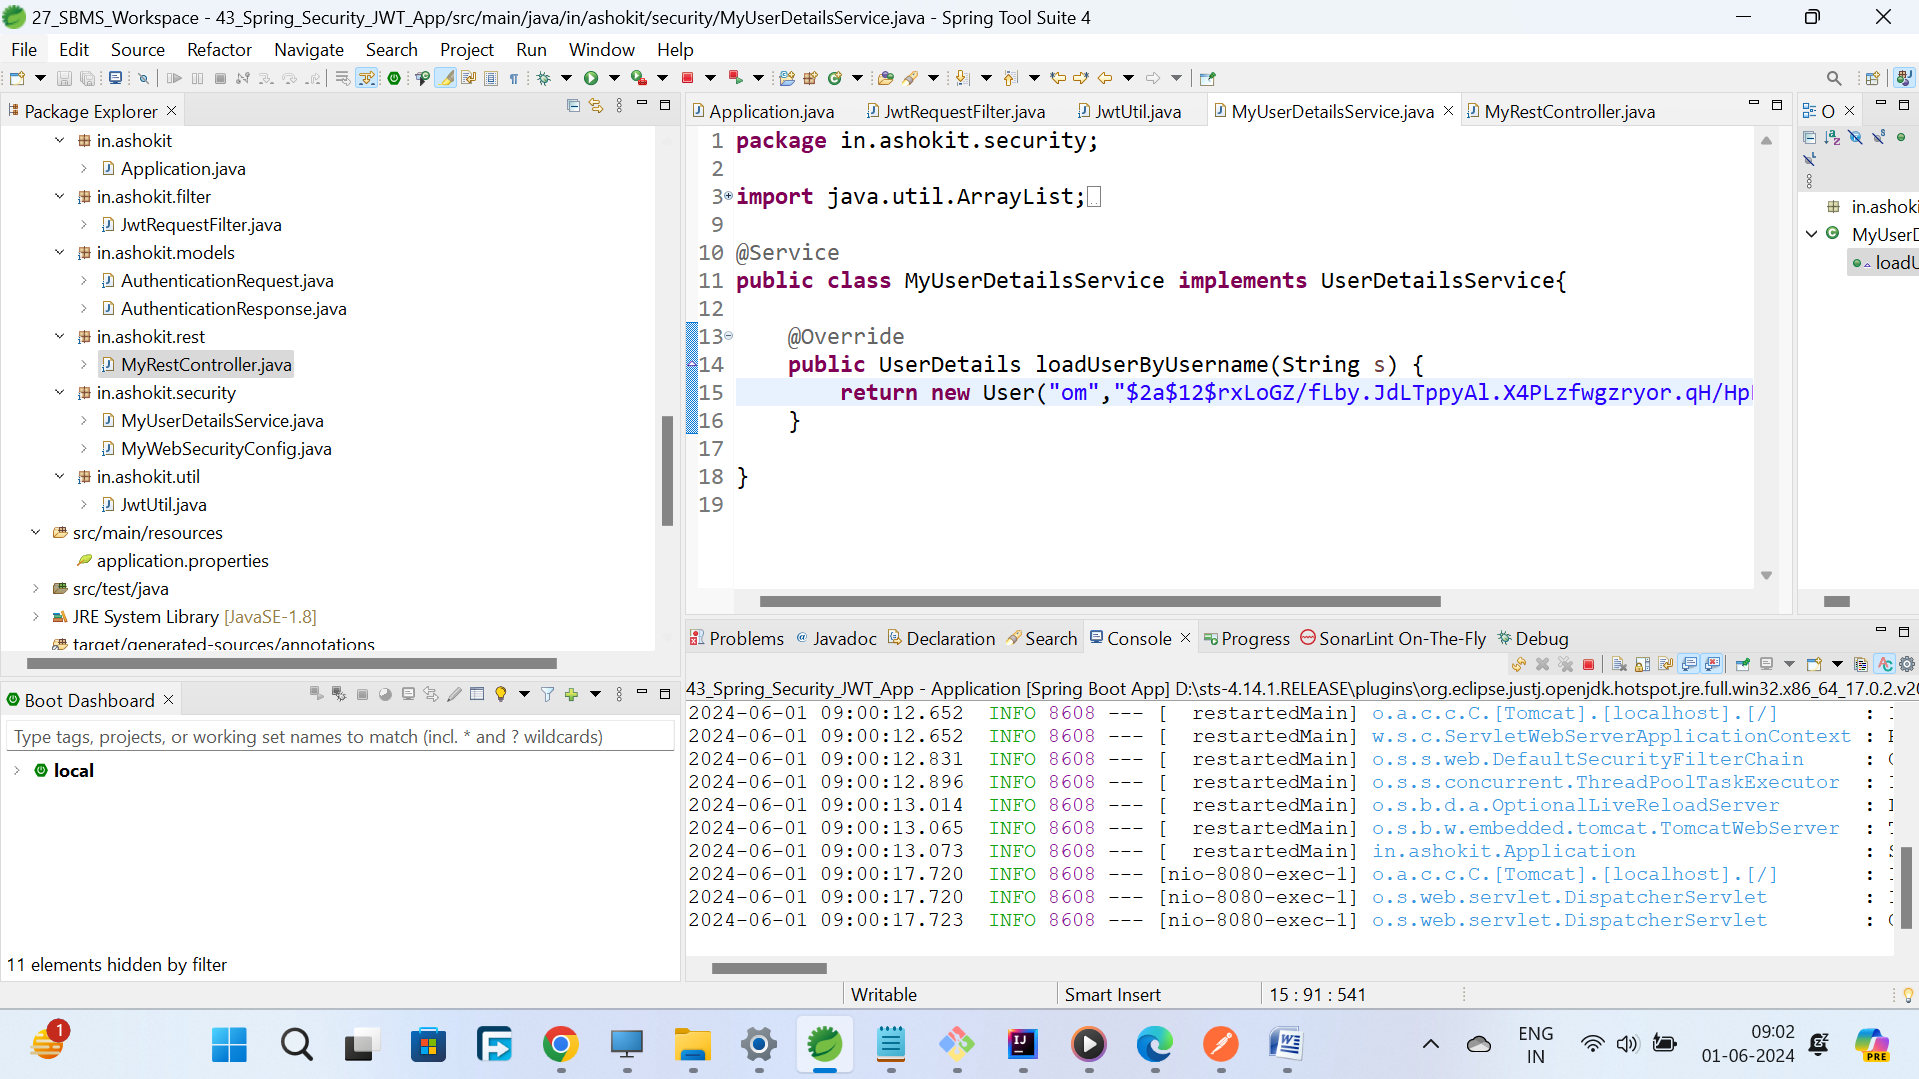 27_SBMS_Workspace - 43_Spring_Security_JWT_App/src/main/java/in/ashokit/security/MyUserDetailsService.java - Spring Tool Suite 4
File Edit Source Refactor Navigate Search Project Run Window Help
Package Explorer
in.ashokit
Application.java
in.ashokit.filter
JwtRequestFilter.java
in.ashokit.models
AuthenticationRequest.java
AuthenticationResponse.java
in.ashokit.rest
MyRestController.java
in.ashokit.security
MyUserDetailsService.java
MyWebSecurityConfig.java
in.ashokit.util
JwtUtil.java
src/main/resources
application.properties
src/test/java
JRE System Library [JavaSE-1.8]
target/generated-sources/annotations
Boot Dashboard
Type tags, projects, or working set names to match (incl. * and ? wildcards)
local
11 elements hidden by filter
Application.java JwtRequestFilter.java JwtUtil.java MyUserDetailsService.java MyRestController.java
1 package in.ashokit.security;
2
3 import java.util.ArrayList;
9
10 @Service
11 public class MyUserDetailsService implements UserDetailsService{
12
13 @Override
14 public UserDetails loadUserByUsername(String s) {
15 return new User("om","$2a$12$rxLoGZ/fLby.JdLTppyAl.X4PLzfwgzryor.qH/Hp
16 }
17
18 }
19
O
in.ashoki
MyUserD
loadU
Problems Javadoc Declaration Search Console Progress SonarLint On-The-Fly Debug
43_Spring_Security_JWT_App - Application [Spring Boot App] D:\sts-4.14.1.RELEASE\plugins\org.eclipse.justj.openjdk.hotspot.jre.full.win32.x86_64_17.0.2.v20
2024-06-01 09:00:12.652 INFO 8608 --- [ restartedMain] o.a.c.c.C.[Tomcat].[localhost].[/] :
2024-06-01 09:00:12.652 INFO 8608 --- [ restartedMain] w.s.c.ServletWebServerApplicationContext :
2024-06-01 09:00:12.831 INFO 8608 --- [ restartedMain] o.s.s.web.DefaultSecurityFilterChain :
2024-06-01 09:00:12.896 INFO 8608 --- [ restartedMain] o.s.s.concurrent.ThreadPoolTaskExecutor :
2024-06-01 09:00:13.014 INFO 8608 --- [ restartedMain] o.s.b.d.a.OptionalLiveReloadServer :
2024-06-01 09:00:13.065 INFO 8608 --- [ restartedMain] o.s.b.w.embedded.tomcat.TomcatWebServer :
2024-06-01 09:00:13.073 INFO 8608 --- [ restartedMain] in.ashokit.Application :
2024-06-01 09:00:17.720 INFO 8608 --- [nio-8080-exec-1] o.a.c.c.C.[Tomcat].[localhost].[/] :
2024-06-01 09:00:17.720 INFO 8608 --- [nio-8080-exec-1] o.s.web.servlet.DispatcherServlet :
2024-06-01 09:00:17.723 INFO 8608 --- [nio-8080-exec-1] o.s.web.servlet.DispatcherServlet :
Writable Smart Insert 15 : 91 : 541
1
ENG
IN
09:02
01-06-2024
PRE